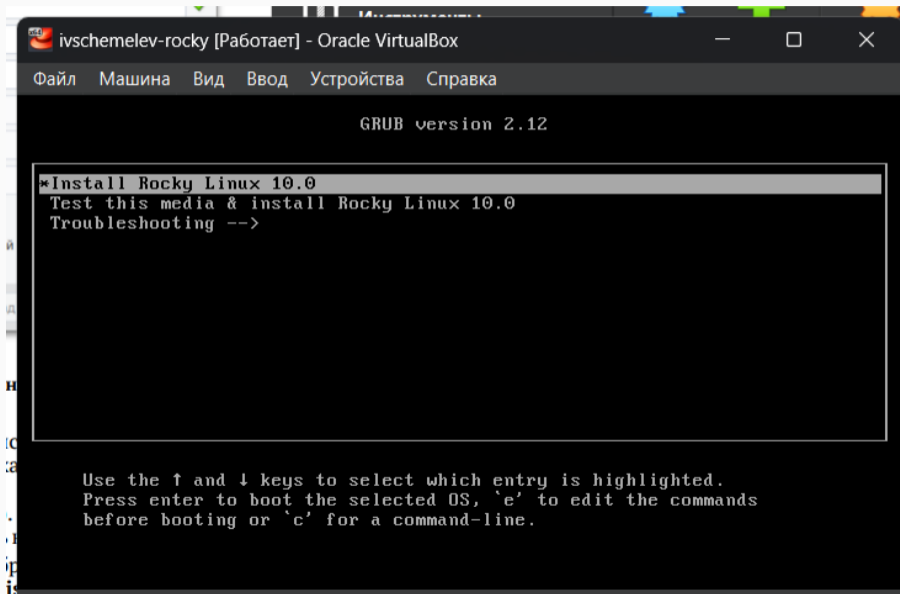 Инструменты
ivschemelev-rocky [Работает] - Oracle VirtualBox
Файл Машина Вид Ввод Устройства Справка
GRUB version 2.12
*Install Rocky Linux 10.0
Test this media & install Rocky Linux 10.0
Troubleshooting -->
Use the ↑ and ↓ keys to select which entry is highlighted.
Press enter to boot the selected OS, `e' to edit the commands
before booting or `c' for a command-line.